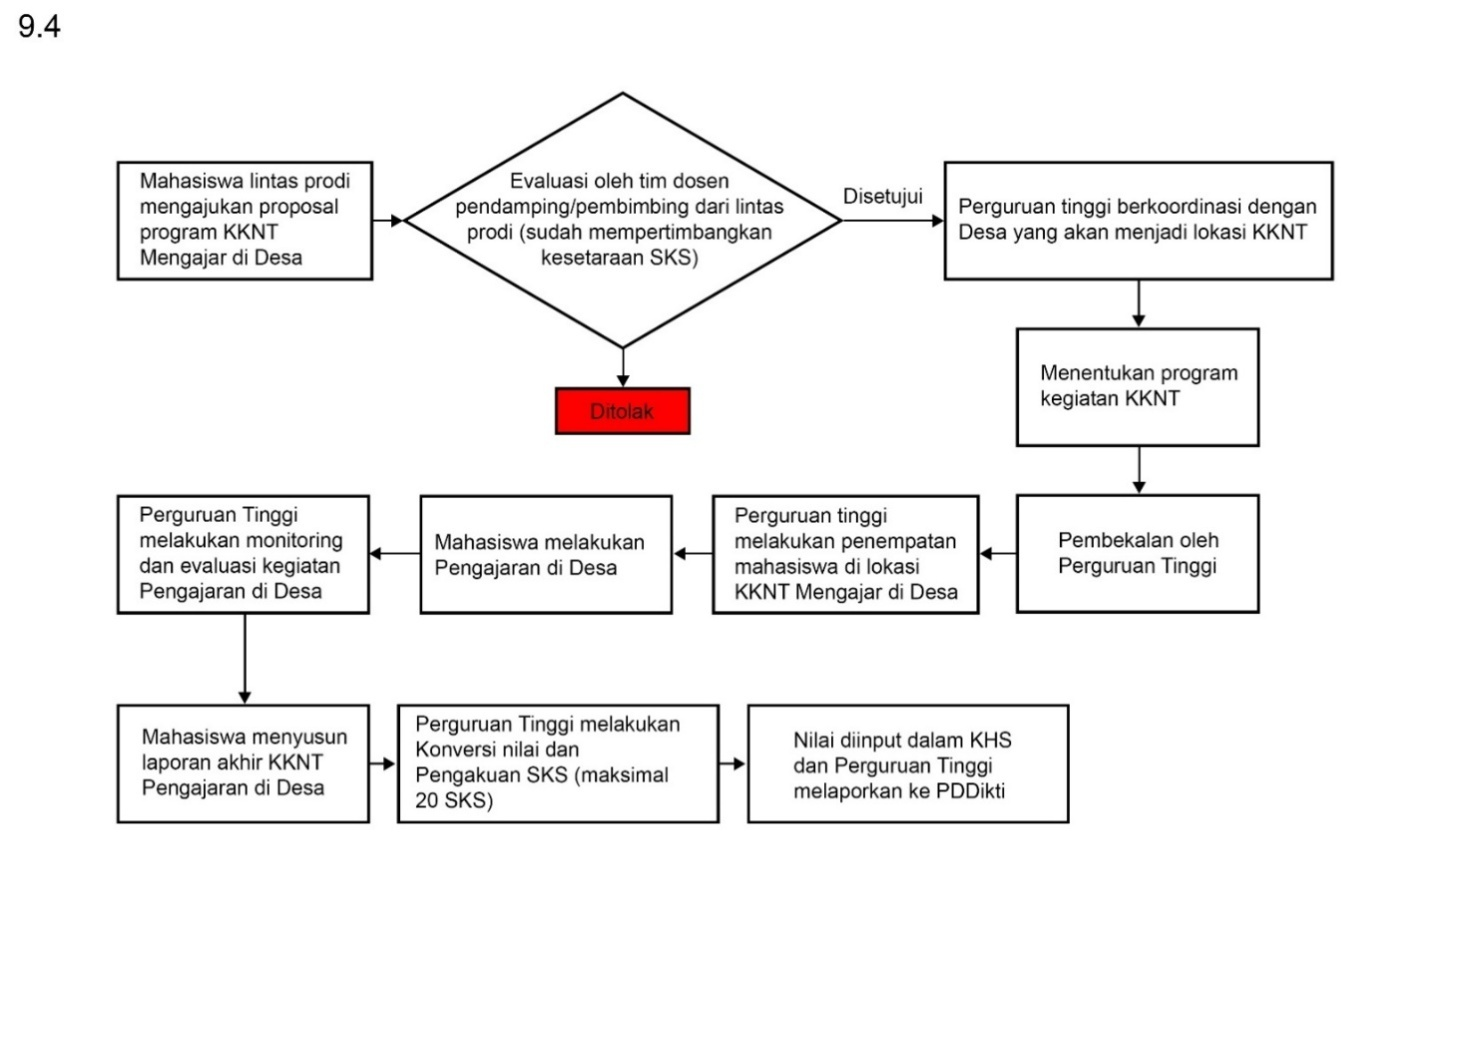 9.4
Mahasiswa lintas prodi
mengajukan proposal
program KKNT
Mengajar di Desa
Evaluasi oleh tim dosen
pendamping/pembimbing dari lintas
prodi (sudah mempertimbangkan
kesetaraan SKS)
Disetujui
Perguruan tinggi berkoordinasi dengan
Desa yang akan menjadi lokasi KKNT
Ditolak
Menentukan program
kegiatan KKNT
Pembekalan oleh
Perguruan Tinggi
Perguruan tinggi
melakukan penempatan
mahasiswa di lokasi
KKNT Mengajar di Desa
Mahasiswa melakukan
Pengajaran di Desa
Perguruan Tinggi
melakukan monitoring
dan evaluasi kegiatan
Pengajaran di Desa
Mahasiswa menyusun
laporan akhir KKNT
Pengajaran di Desa
Perguruan Tinggi melakukan
Konversi nilai dan
Pengakuan SKS (maksimal
20 SKS)
Nilai diinput dalam KHS
dan Perguruan Tinggi
melaporkan ke PDDikti